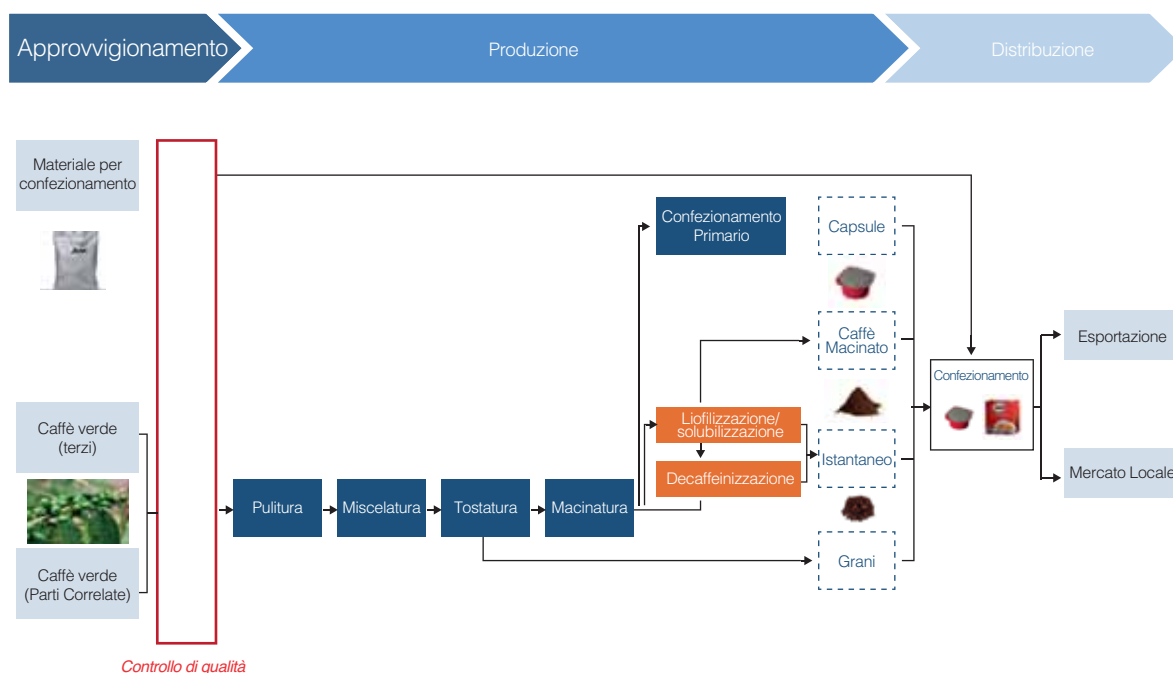 Approvvigionamento
Produzione
Distribuzione
Materiale per
confezionamento
Confezionamento
Primario
Capsule
Caffè
Macinato
Esportazione
Confezionamento
Caffè verde
(terzi)
Liofilizzazione/
solubilizzazione
Istantaneo
Decaffeinizzazione
Mercato Locale
Pulitura
Miscelatura
Tostatura
Macinatura
Grani
Caffè verde
(Parti Correlate)
Controllo di qualità